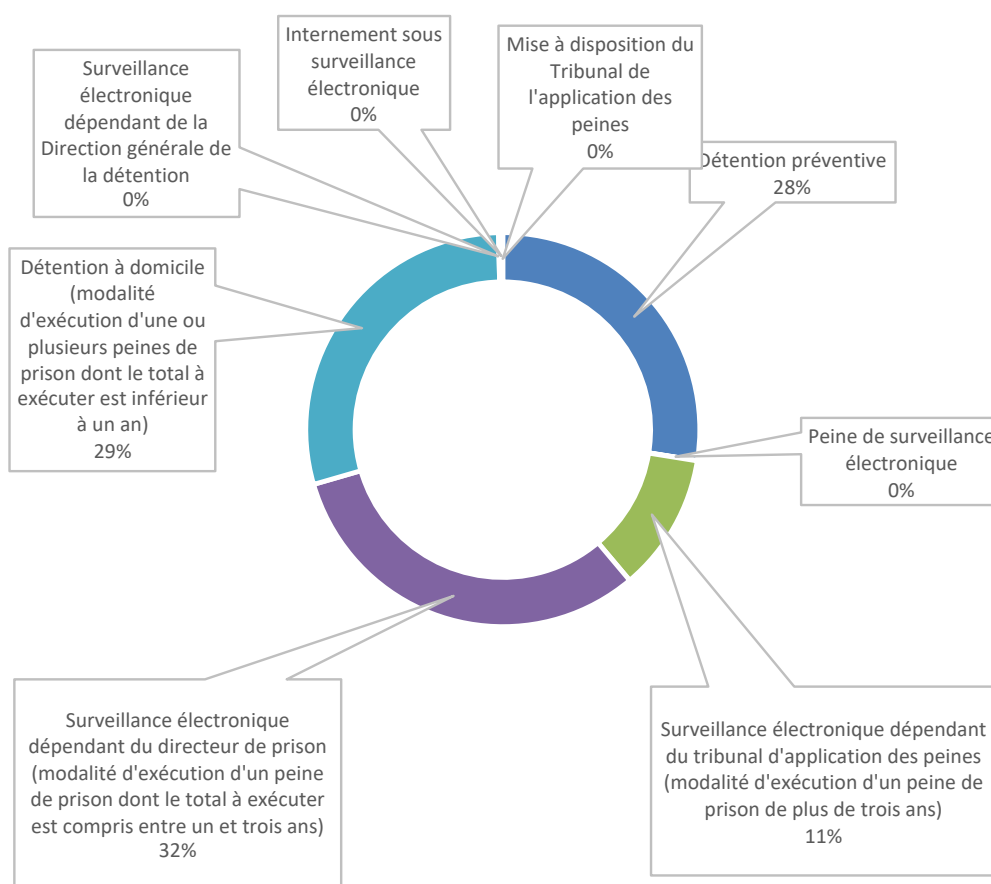 Internement sous
surveillance
électronique
0%
Mise à disposition du
Tribunal de
l'application des
peines
0%
Surveillance
électronique
dépendant de la
Direction générale de
la détention
0%
Détention préventive
28%
Détention à domicile
(modalité
d'exécution d'une ou
plusieurs peines de
prison dont le total à
exécuter est inférieur
à un an)
29%
Peine de surveillance
électronique
0%
Surveillance électronique
dépendant du directeur de prison
(modalité d'exécution d'un peine
de prison dont le total à exécuter
est compris entre un et trois ans)
32%
Surveillance électronique dépendant
du tribunal d'application des peines
(modalité d'exécution d'un peine de
prison de plus de trois ans)
11%